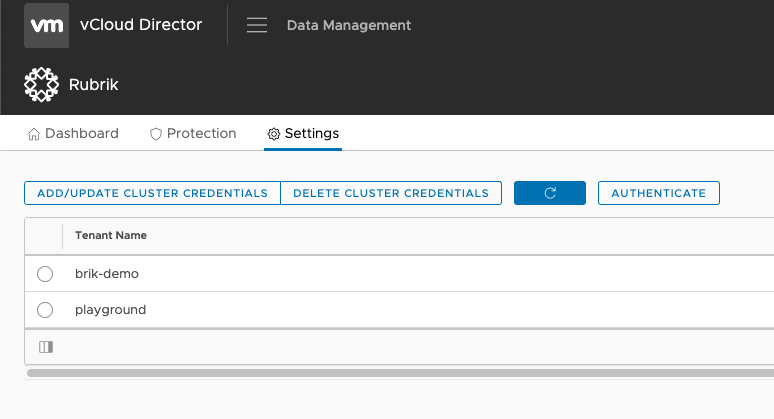 vm vCloud Director Data Management
Rubrik
Dashboard Protection Settings
ADD/UPDATE CLUSTER CREDENTIALS DELETE CLUSTER CREDENTIALS AUTHENTICATE
Tenant Name
brik-demo
playground